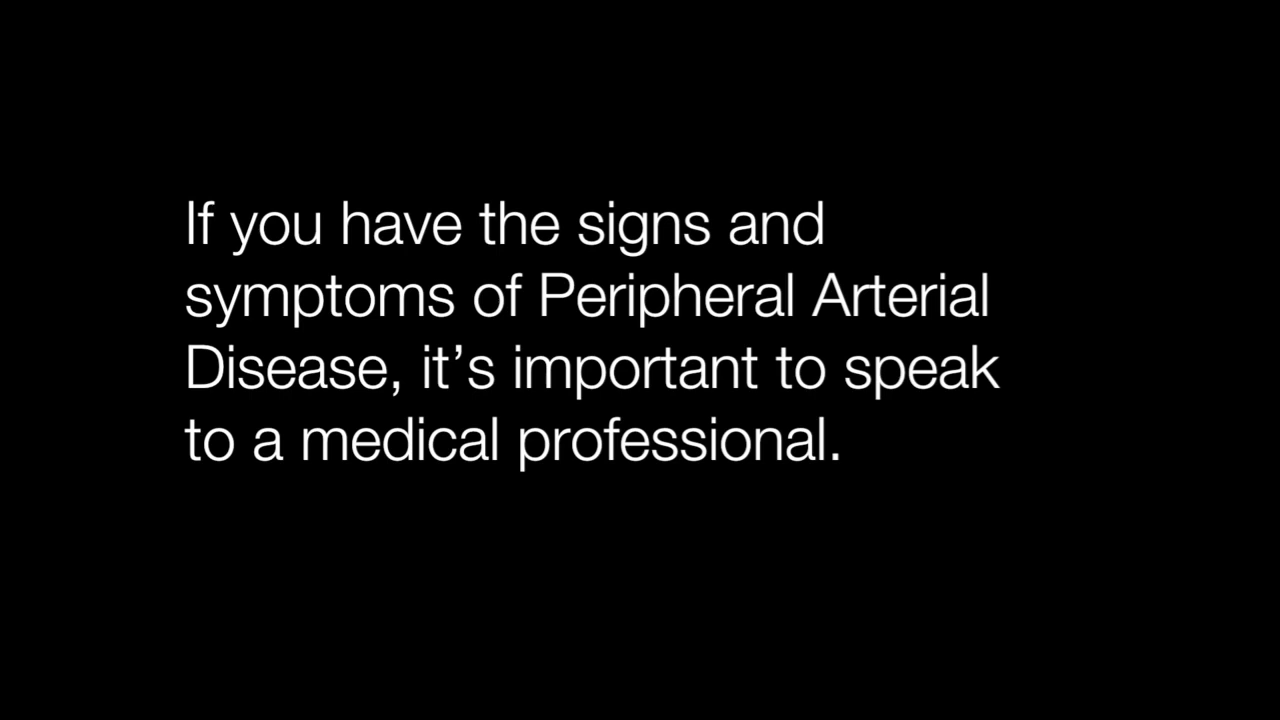 If you have the signs and
symptoms of Peripheral Arterial
Disease, it’s important to speak
to a medical professional.